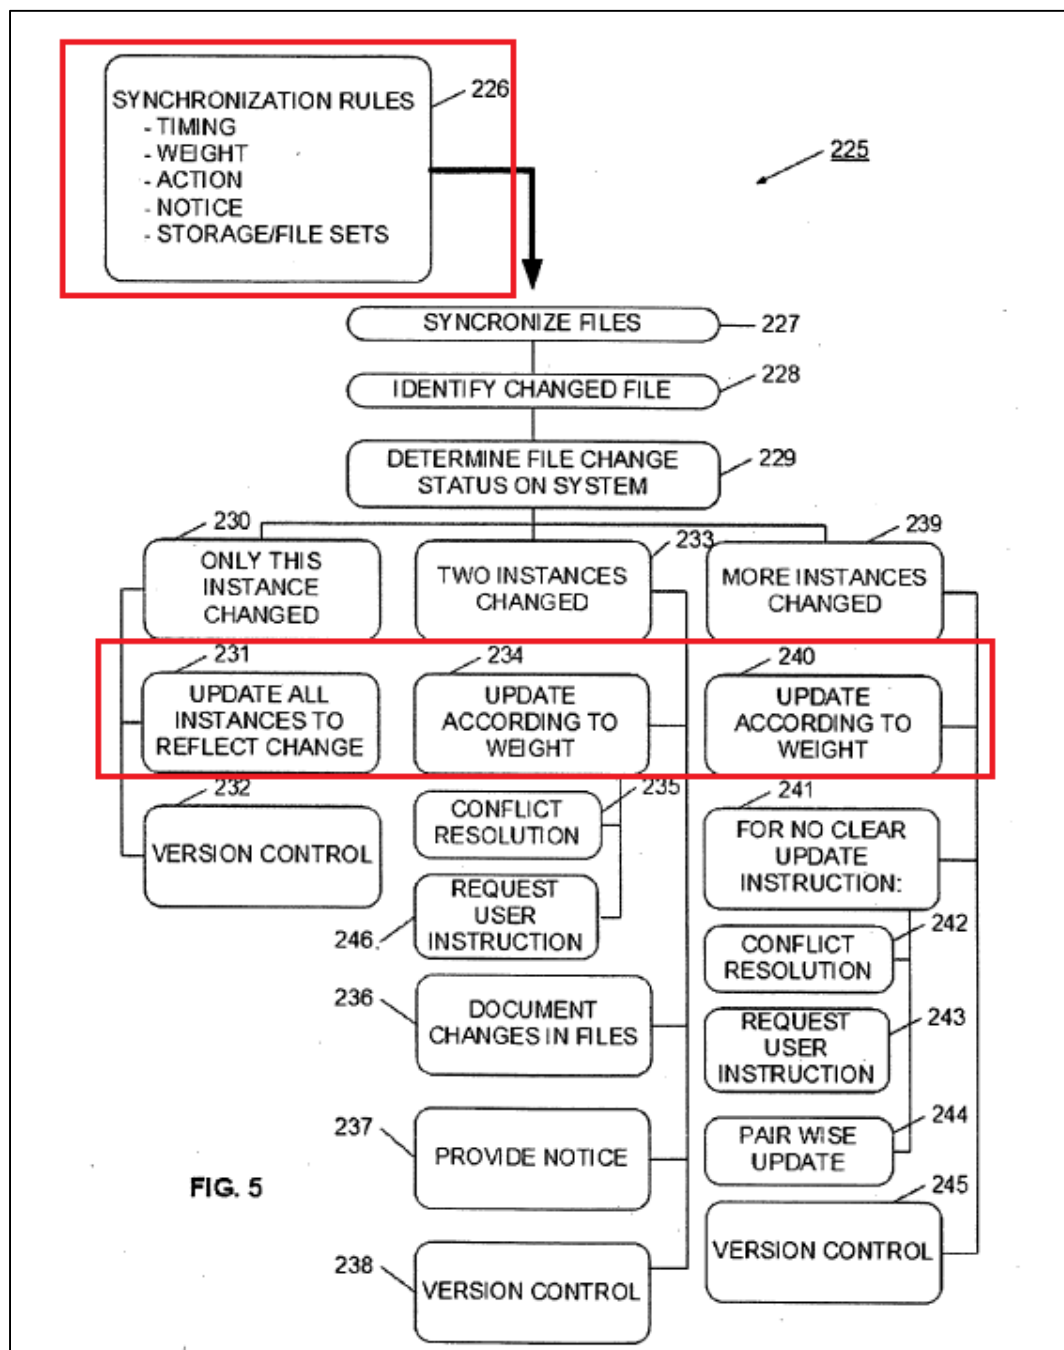 SYNCHRONIZATION RULES
- TIMING
- WEIGHT
- ACTION
- NOTICE
- STORAGE/FILE SETS
226
225
SYNCRONIZE FILES
227
IDENTIFY CHANGED FILE
228
DETERMINE FILE CHANGE
STATUS ON SYSTEM
229
230
ONLY THIS
INSTANCE
CHANGED
233
TWO INSTANCES
CHANGED
239
MORE INSTANCES
CHANGED
231
UPDATE ALL
INSTANCES TO
REFLECT CHANGE
234
UPDATE
ACCORDING TO
WEIGHT
240
UPDATE
ACCORDING TO
WEIGHT
232
VERSION CONTROL
235
CONFLICT
RESOLUTION
241
FOR NO CLEAR
UPDATE
INSTRUCTION:
246
REQUEST
USER
INSTRUCTION
242
CONFLICT
RESOLUTION
236
DOCUMENT
CHANGES IN FILES
243
REQUEST
USER
INSTRUCTION
237
PROVIDE NOTICE
244
PAIR WISE
UPDATE
FIG. 5
238
VERSION CONTROL
245
VERSION CONTROL